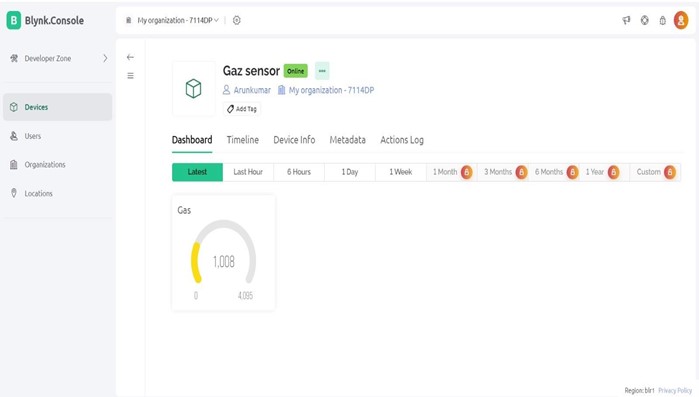 B Blynk.Console
My organization - 7114DP
Developer Zone
Devices
Users
Organizations
Locations
Gaz sensor Online
Arunkumar My organization - 7114DP
Add Tag
Dashboard Timeline Device Info Metadata Actions Log
Latest Last Hour 6 Hours 1 Day 1 Week 1 Month 3 Months 6 Months 1 Year Custom
Gas
1,008
0 4,095
Region: blr1 Privacy Policy